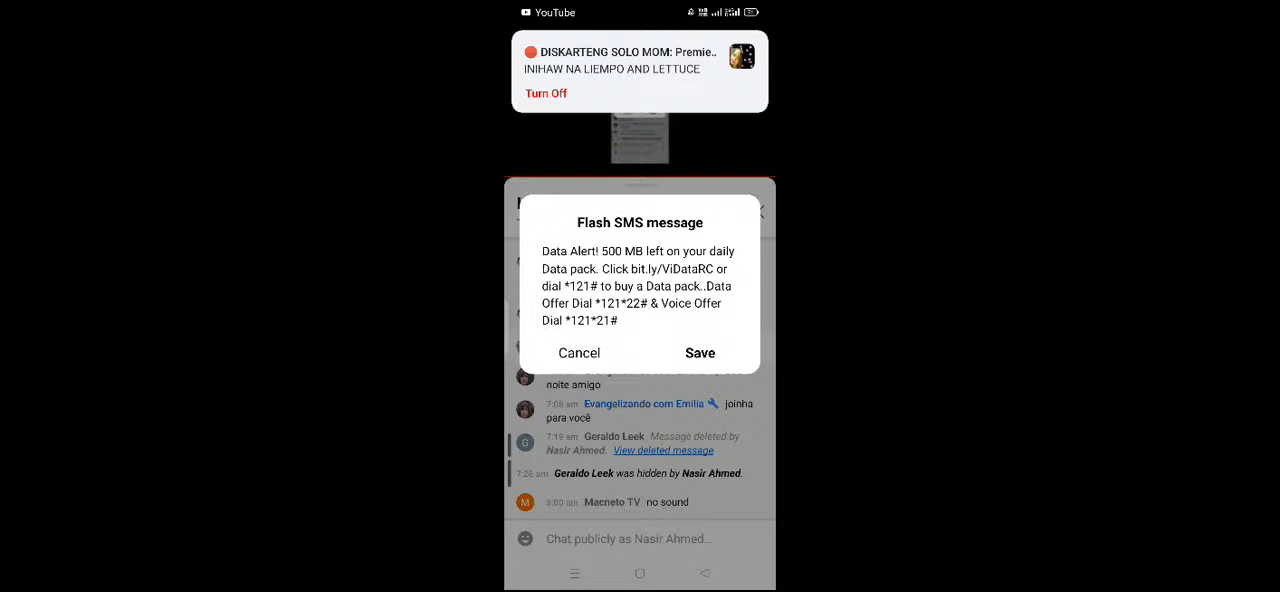 YouTube
DISKARTENG SOLO MOM: Premie..
INIHAW NA LIEMPO AND LETTUCE
Turn Off
Flash SMS message
Data Alert! 500 MB left on your daily
Data pack. Click bit.ly/ViDataRC or
dial *121# to buy a Data pack..Data
Offer Dial *121*22# & Voice Offer
Dial *121*21#
Cancel Save
noite amigo
7:08 am Evangelizando com Emília joinha
para você
G 7:19 am Geraldo Leek Message deleted by
Nasir Ahmed. View deleted message
7:28 am Geraldo Leek was hidden by Nasir Ahmed.
M 8:00 am Macneto TV no sound
Chat publicly as Nasir Ahmed...